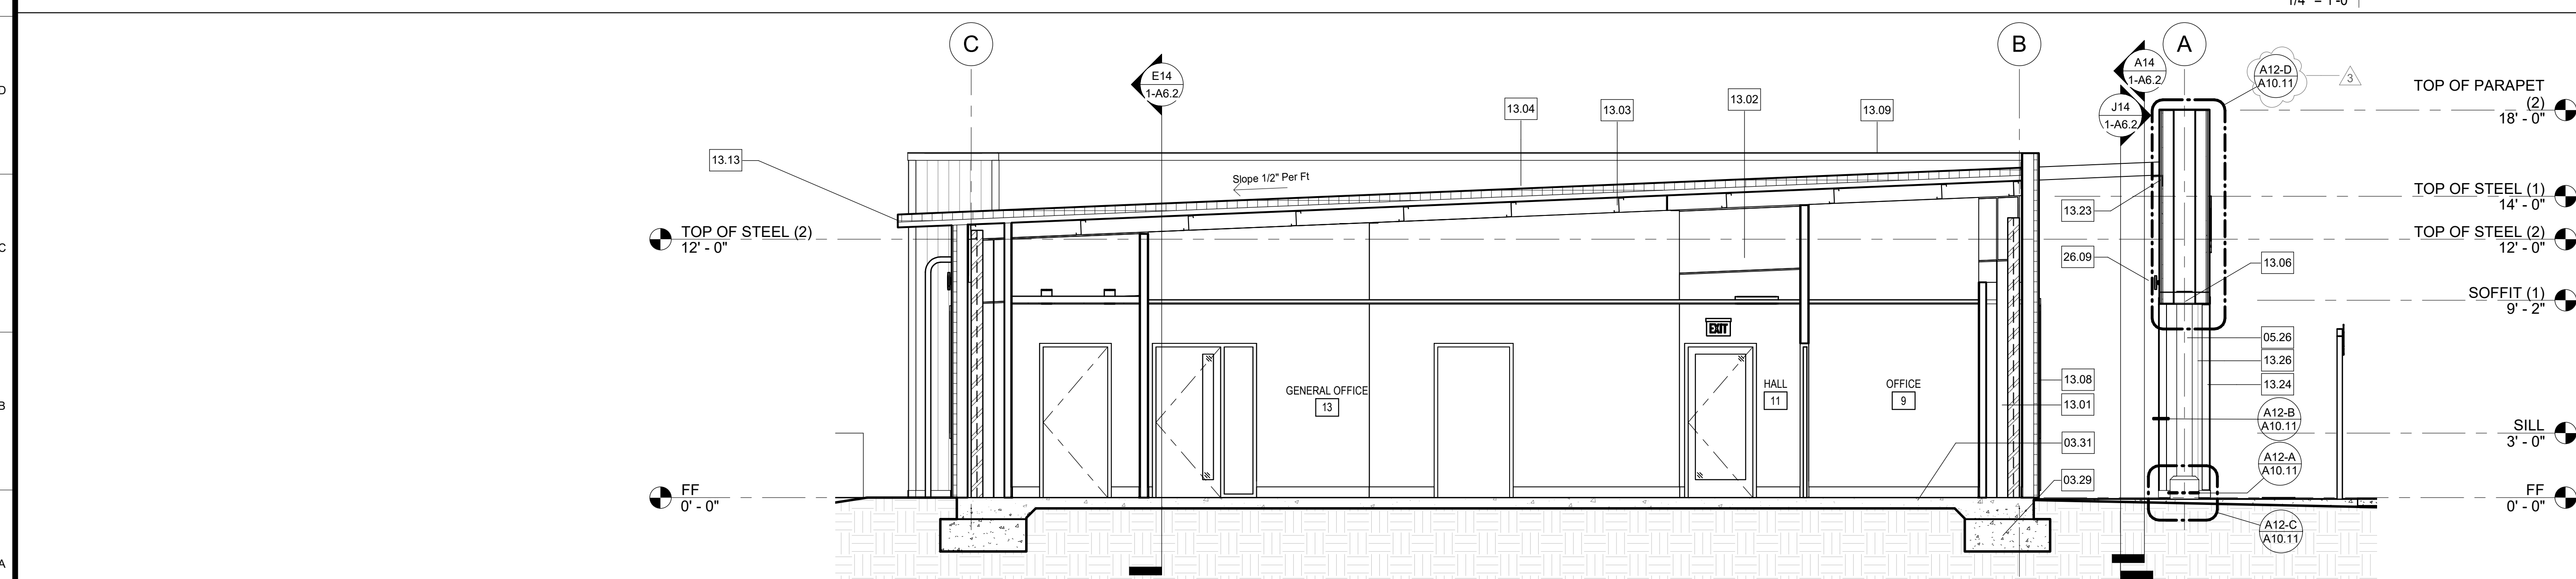 1/4" = 1'-0"
C
B
A
D
C
B
A
E14
1-A6.2
A14
1-A6.2
J14
1-A6.2
A12-D
A10.11
3
TOP OF PARAPET
(2)
18' - 0"
13.04
13.03
13.02
13.09
13.13
Slope 1/2" Per Ft
TOP OF STEEL (1)
14' - 0"
13.23
TOP OF STEEL (2)
12' - 0"
TOP OF STEEL (2)
12' - 0"
26.09
13.06
SOFFIT (1)
9' - 2"
EXIT
05.26
13.26
13.24
13.08
13.01
GENERAL OFFICE
13
HALL
11
OFFICE
9
A12-B
A10.11
SILL
3' - 0"
03.31
A12-A
A10.11
03.29
FF
0' - 0"
FF
0' - 0"
A12-C
A10.11